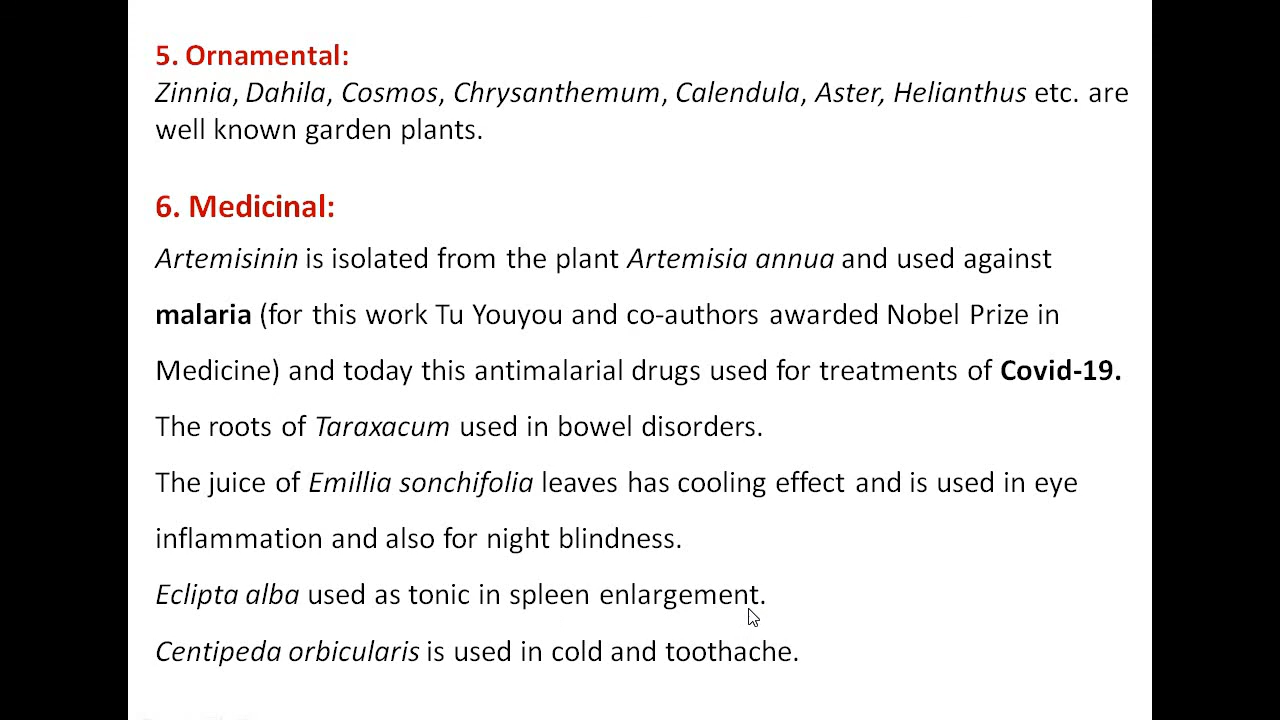 5. Ornamental:
Zinnia, Dahila, Cosmos, Chrysanthemum, Calendula, Aster, Helianthus etc. are
well known garden plants.
6. Medicinal:
Artemisinin is isolated from the plant Artemisia annua and used against
malaria (for this work Tu Youyou and co-authors awarded Nobel Prize in
Medicine) and today this antimalarial drugs used for treatments of Covid-19.
The roots of Taraxacum used in bowel disorders.
The juice of Emillia sonchifolia leaves has cooling effect and is used in eye
inflammation and also for night blindness.
Eclipta alba used as tonic in spleen enlargement.
Centipeda orbicularis is used in cold and toothache.